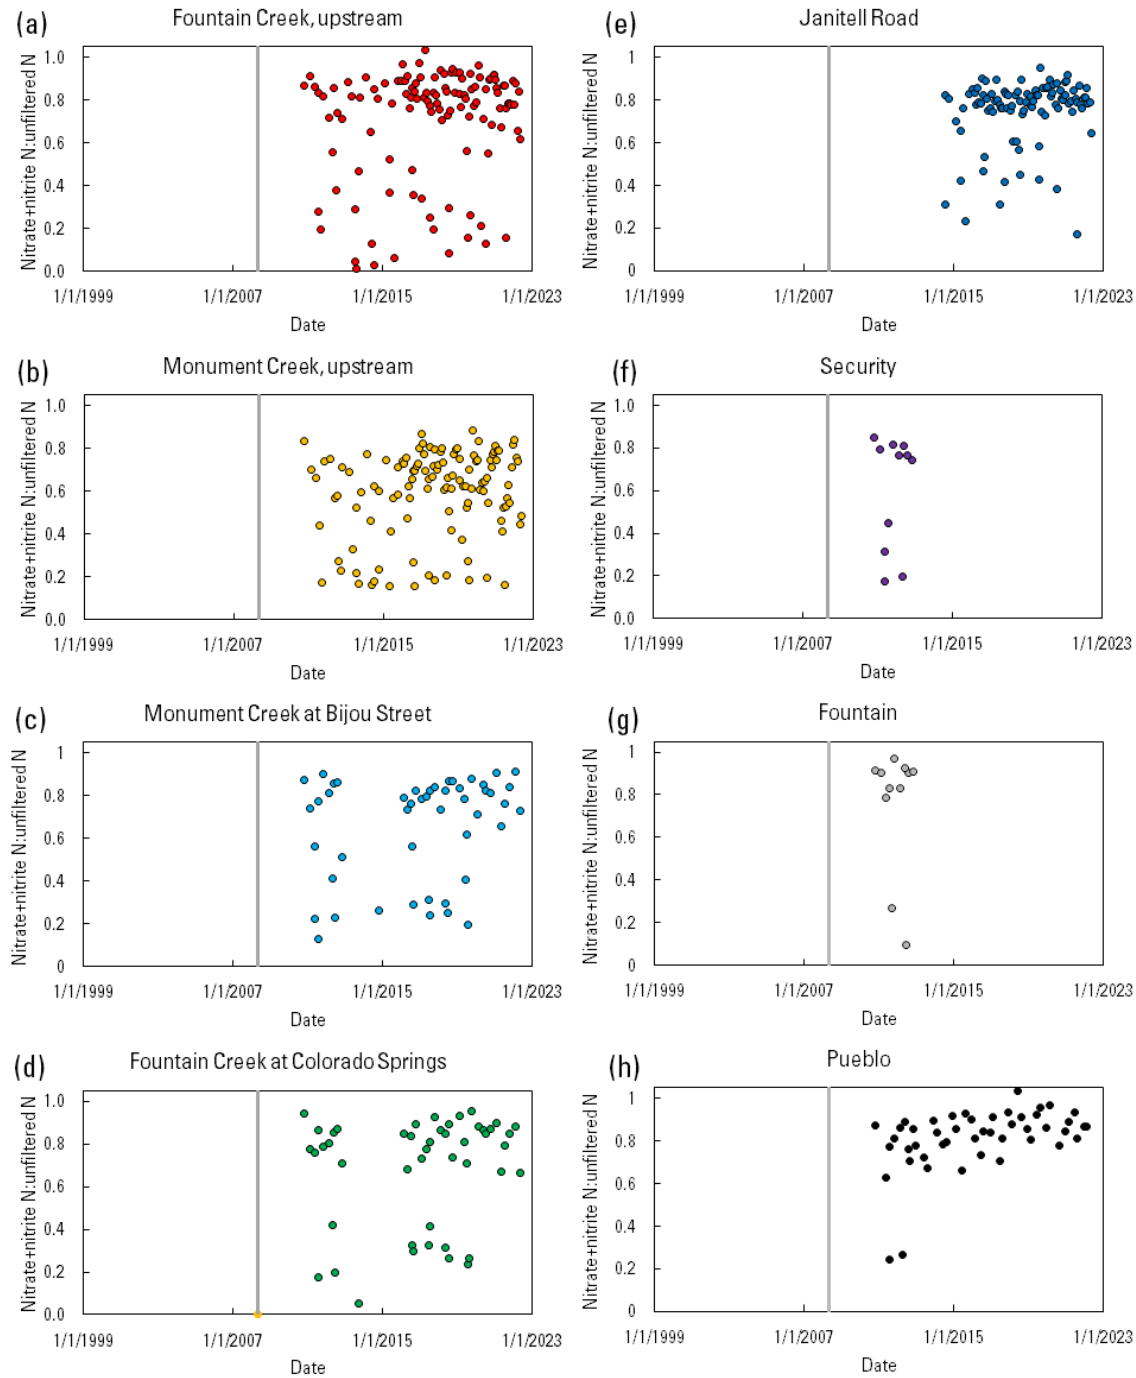 (a) Fountain Creek, upstream
Nitrate+nitrite N:unfiltered N
1.0
0.8
0.6
0.4
0.2
0.0
1/1/1999 1/1/2007 1/1/2015 1/1/2023
Date
(e) Janitell Road
Nitrate+nitrite N:unfiltered N
1.0
0.8
0.6
0.4
0.2
0.0
1/1/1999 1/1/2007 1/1/2015 1/1/2023
Date
(b) Monument Creek, upstream
Nitrate+nitrite N:unfiltered N
1.0
0.8
0.6
0.4
0.2
0.0
1/1/1999 1/1/2007 1/1/2015 1/1/2023
Date
(f) Security
Nitrate+nitrite N:unfiltered N
1.0
0.8
0.6
0.4
0.2
0.0
1/1/1999 1/1/2007 1/1/2015 1/1/2023
Date
(c) Monument Creek at Bijou Street
Nitrate+nitrite N:unfiltered N
1
0.8
0.6
0.4
0.2
0
1/1/1999 1/1/2007 1/1/2015 1/1/2023
Date
(g) Fountain
Nitrate+nitrite N:unfiltered N
1
0.8
0.6
0.4
0.2
0
1/1/1999 1/1/2007 1/1/2015 1/1/2023
Date
(d) Fountain Creek at Colorado Springs
Nitrate+nitrite N:unfiltered N
1.0
0.8
0.6
0.4
0.2
0.0
1/1/1999 1/1/2007 1/1/2015 1/1/2023
Date
(h) Pueblo
Nitrate+nitrite N:unfiltered N
1
0.8
0.6
0.4
0.2
0
1/1/1999 1/1/2007 1/1/2015 1/1/2023
Date